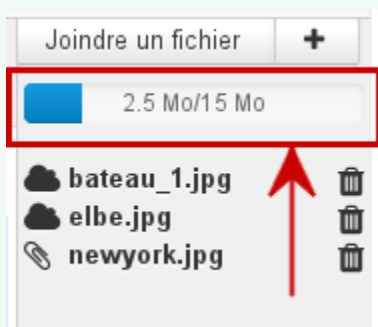 Joindre un fichier
2.5 Mo/15 Mo
bateau_1.jpg
elbe.jpg
newyork.jpg